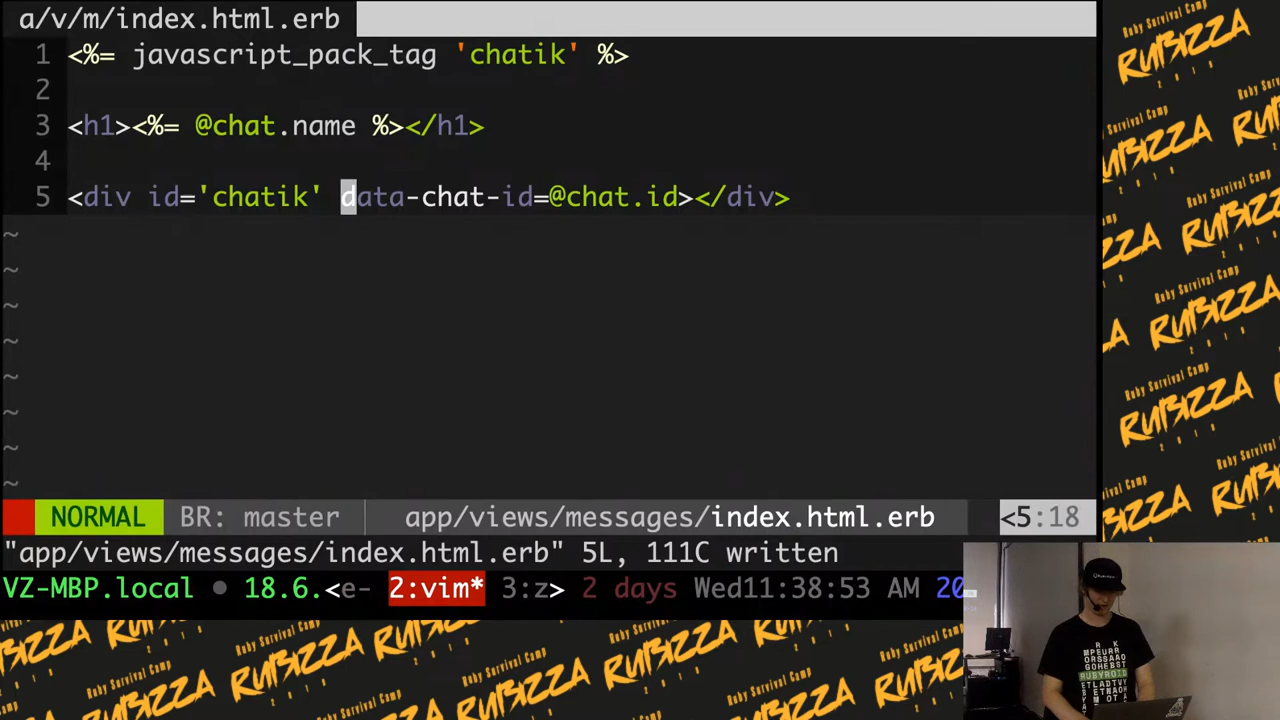 a/v/m/index.html.erb
1 <%= javascript_pack_tag 'chatik' %>
2
3 <h1><%= @chat.name %></h1>
4
5 <div id='chatik' data-chat-id=@chat.id></div>
~
~
~
~
~
~
~
~
NORMAL BR: master app/views/messages/index.html.erb <5:18
"app/views/messages/index.html.erb" 5L, 111C written
VZ-MBP.local ● 18.6.<e- 2:vim* 3:z> 2 days Wed11:38:53 AM 20
Ruby Survival Camp
RUBIZZA
2018
RUBYROID